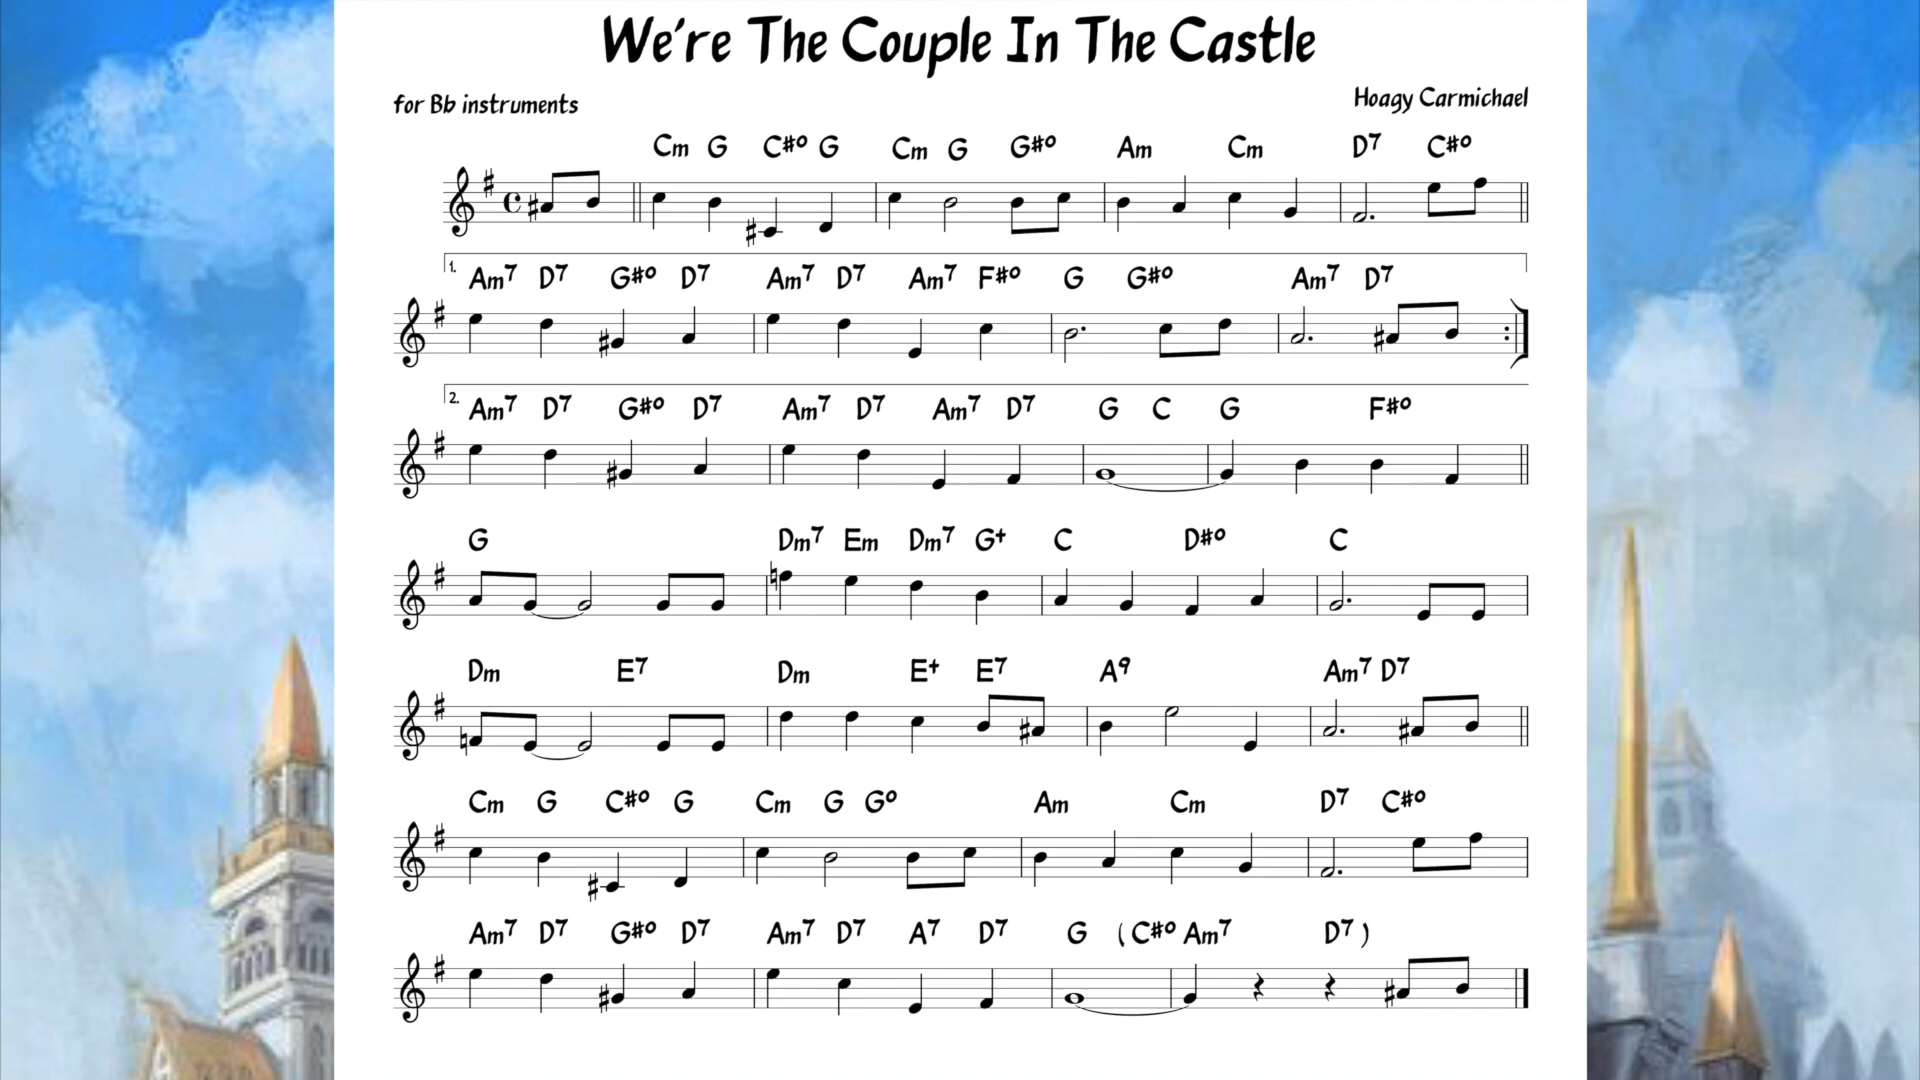 We're The Couple In The Castle
for Bb instruments
Hoagy Carmichael
Cm G C#o G Cm G G#o Am Cm D7 C#o
1.
Am7 D7 G#o D7 Am7 D7 Am7 F#o G G#o Am7 D7
2.
Am7 D7 G#o D7 Am7 D7 Am7 D7 G C G F#o
G Dm7 Em Dm7 G+ C D#o C
Dm E7 Dm E+ E7 A9 Am7 D7
Cm G C#o G Cm G Go Am Cm D7 C#o
Am7 D7 G#o D7 Am7 D7 A7 D7 G ( C#o Am7 D7 )